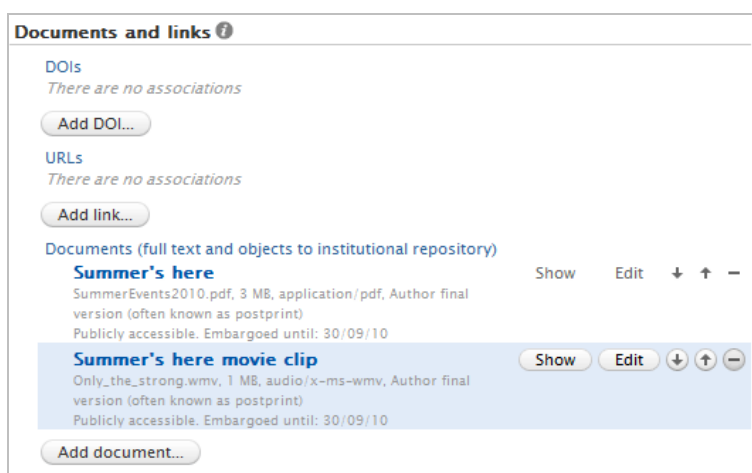 Documents and links
DOIs
There are no associations
Add DOI...
URLs
There are no associations
Add link...
Documents (full text and objects to institutional repository)
Summer's here Show Edit
SummerEvents2010.pdf, 3 MB, application/pdf, Author final
version (often known as postprint)
Publicly accessible. Embargoed until: 30/09/10
Summer's here movie clip Show Edit
Only_the_strong.wmv, 1 MB, audio/x-ms-wmv, Author final
version (often known as postprint)
Publicly accessible. Embargoed until: 30/09/10
Add document...